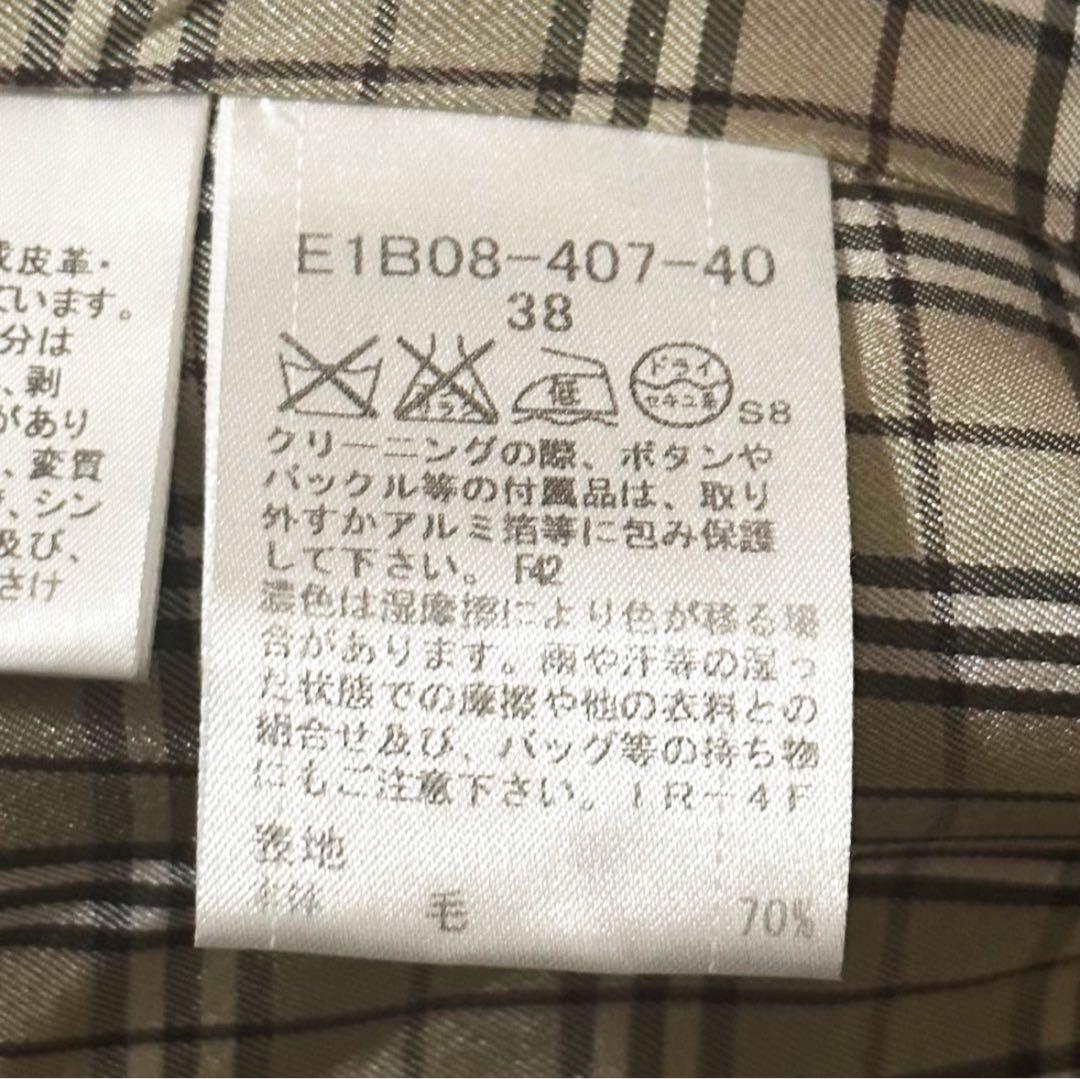 皮革・
ています。
分は
、剥
があり
、変質
、シン
及び、
さけ
E1B08-407-40
38
エンソ
低
ドライ
セキユ系
S8
クリーニングの際、ボタンや
バックル等の付属品は、取り
外すかアルミ箔等に包み保護
して下さい。 F42
濃色は湿摩擦により色が移る場
合があります。雨や汗等の湿っ
た状態での摩擦や他の衣料との
組合せ及び、バッグ等の持ち物
にもご注意下さい。IR-4F
表地
本体 毛 70%